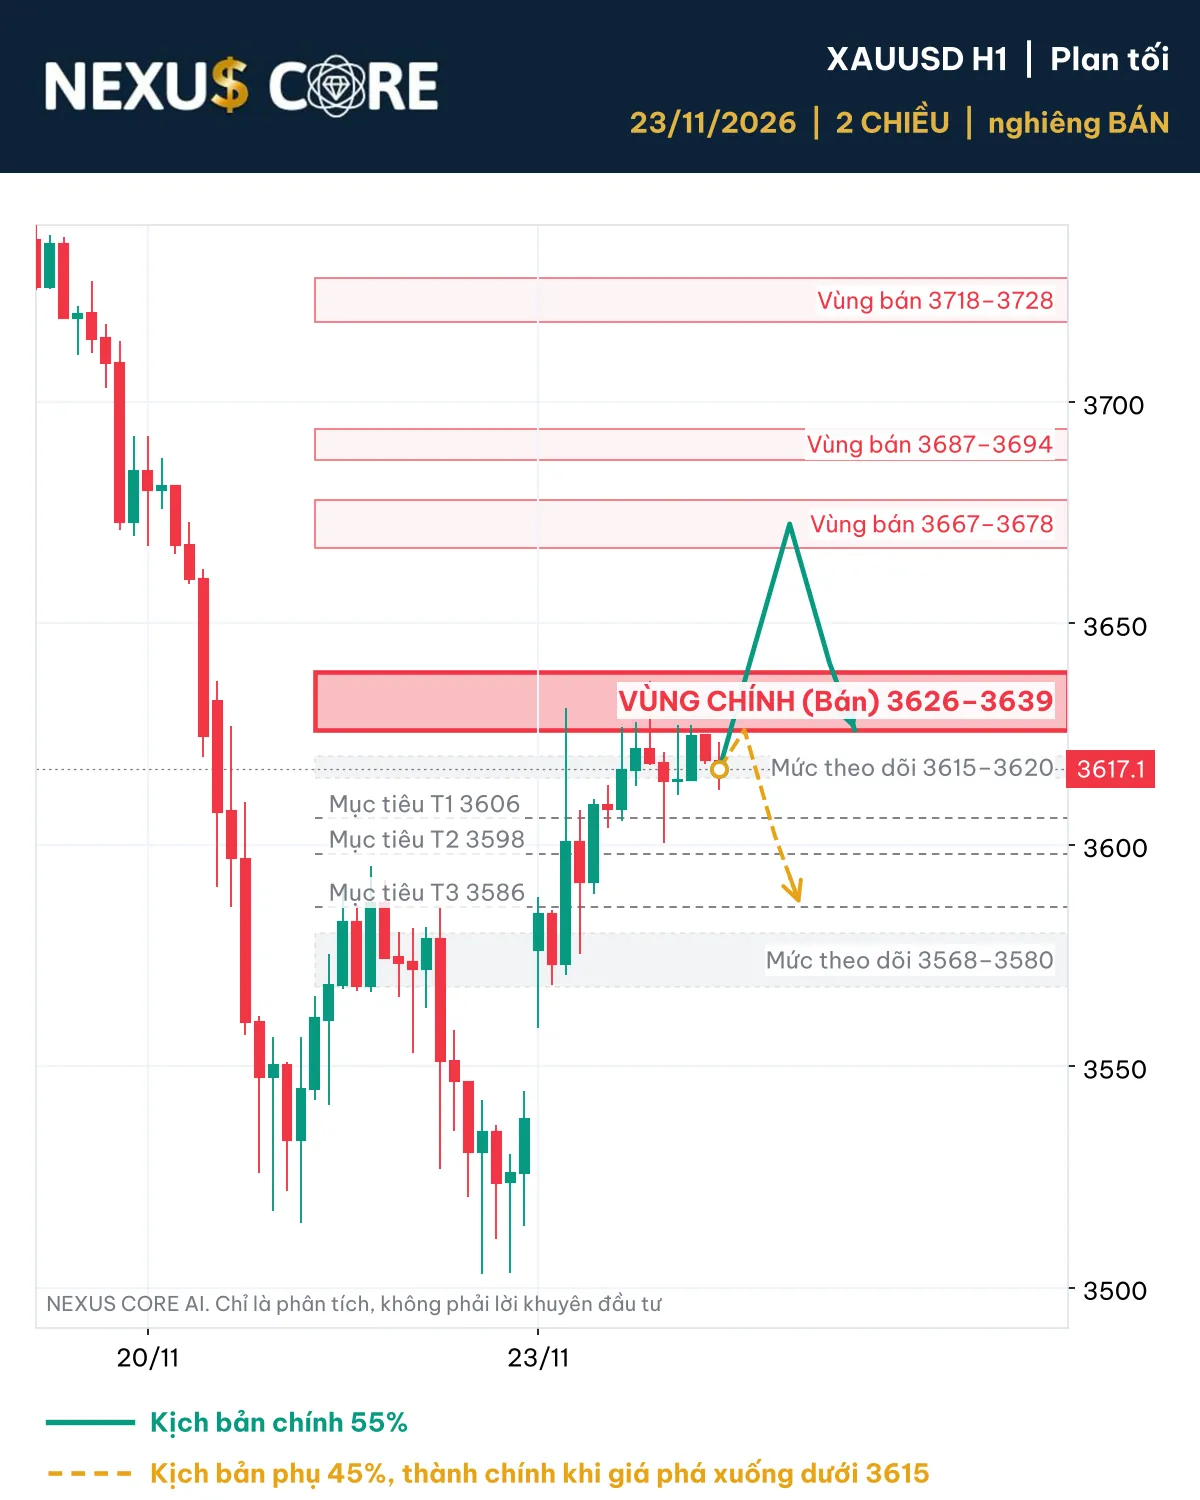 NEXU$ CORE
XAUUSD H1 | Plan tối
23/11/2026 | 2 CHIỀU | nghiêng BÁN
Vùng bán 3718–3728
3700
Vùng bán 3687–3694
Vùng bán 3667–3678
3650
VÙNG CHÍNH (Bán) 3626–3639
Mức theo dõi 3615–3620
3617.1
Mục tiêu T1 3606
Mục tiêu T2 3598
3600
Mục tiêu T3 3586
Mức theo dõi 3568–3580
3550
3500
NEXUS CORE AI. Chỉ là phân tích, không phải lời khuyên đầu tư
20/11
23/11
Kịch bản chính 55%
Kịch bản phụ 45%, thành chính khi giá phá xuống dưới 3615